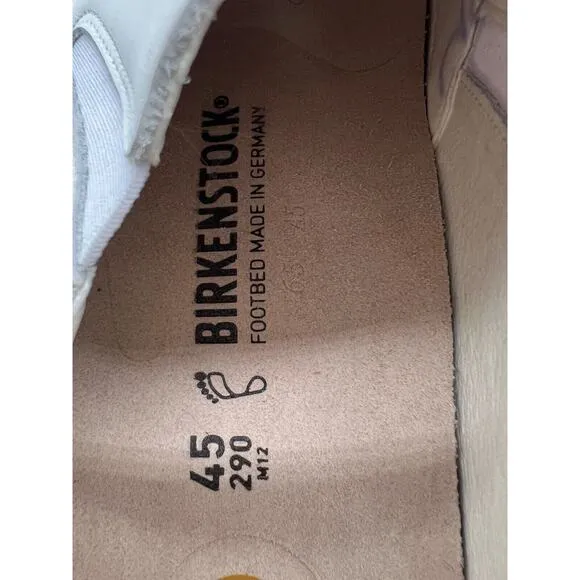 BIRKENSTOCK®
FOOTBED MADE IN GERMANY
45
290
M12